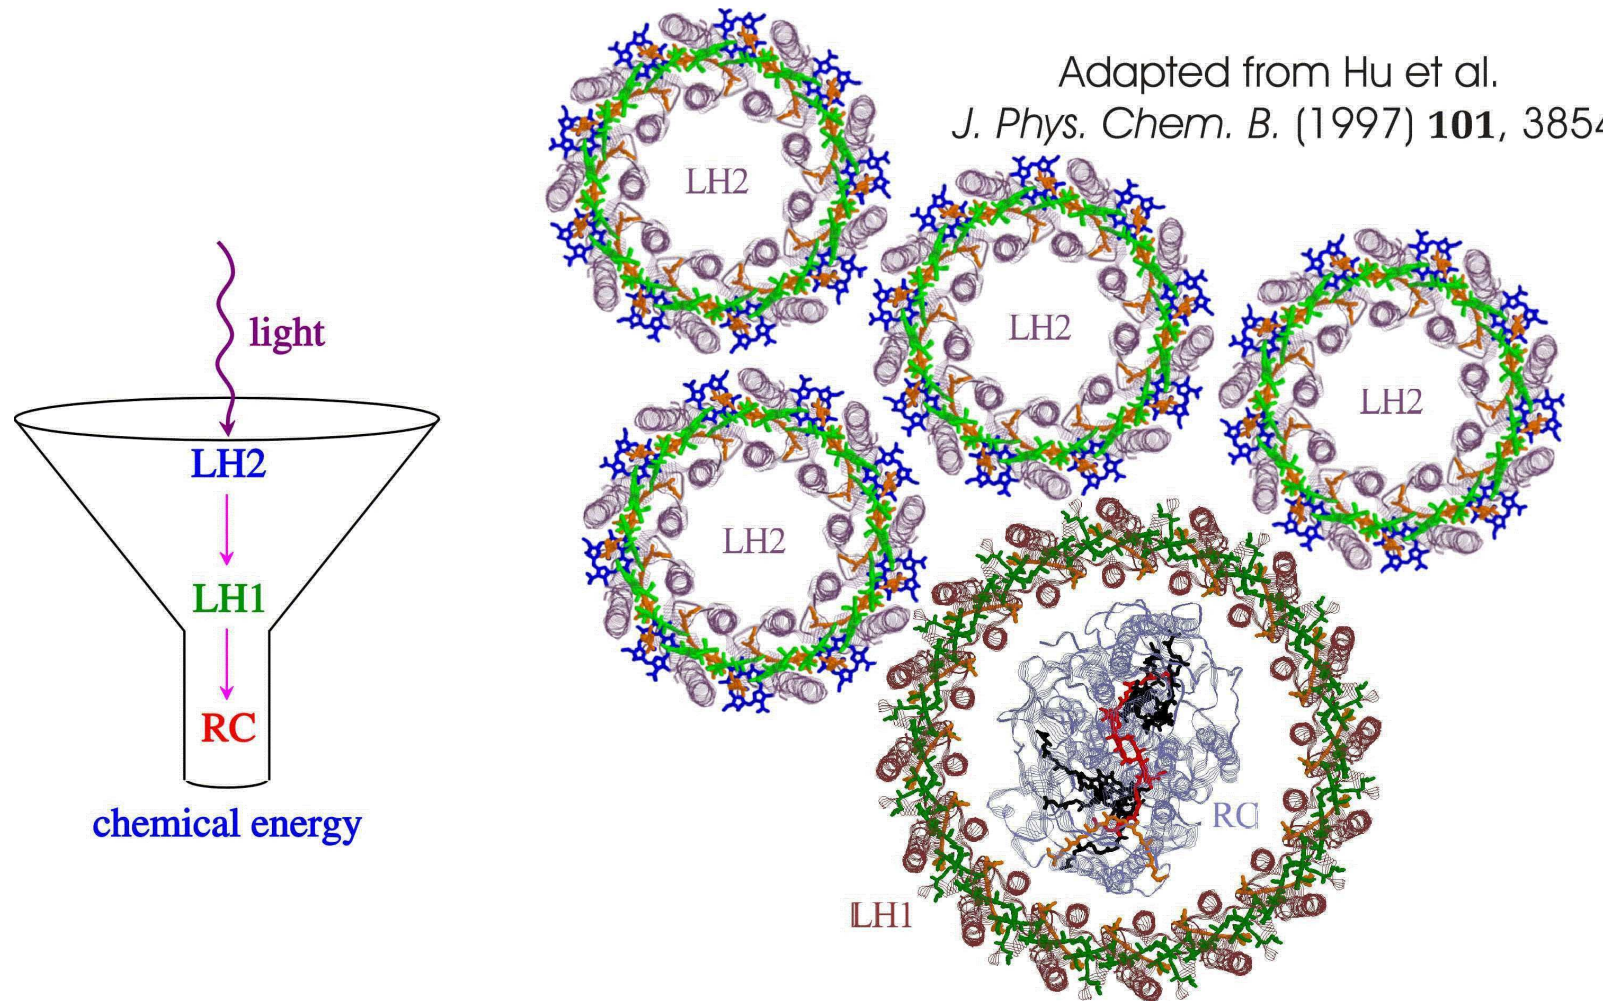 Adapted from Hu et al.
J. Phys. Chem. B. (1997) 101, 3854
LH2
LH2
LH2
LH2
light
LH2
LH1
RC
chemical energy
RC
LH1